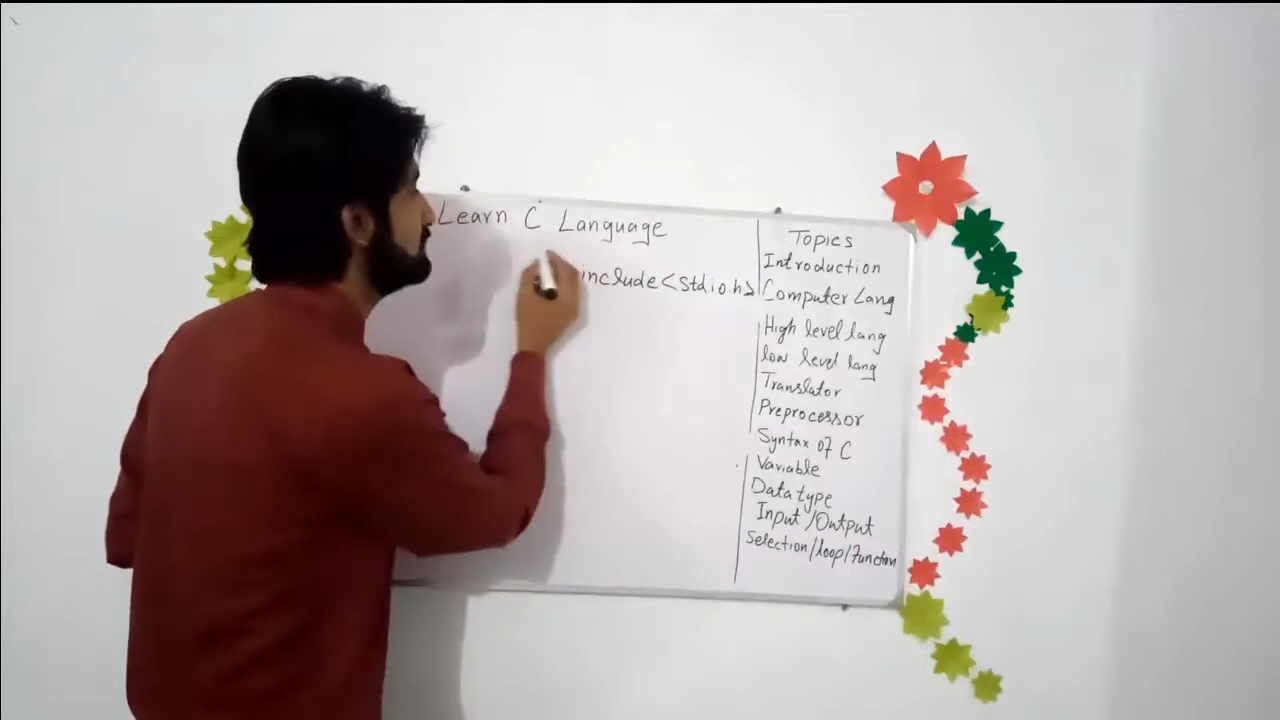 Learn C Language
include<stdio h>
Topics
Introduction
Computer Lang
High level lang
low level lang
Translator
Preprocessor
Syntax of C
Variable
Data type
Input/Output
Selection/loop/Function